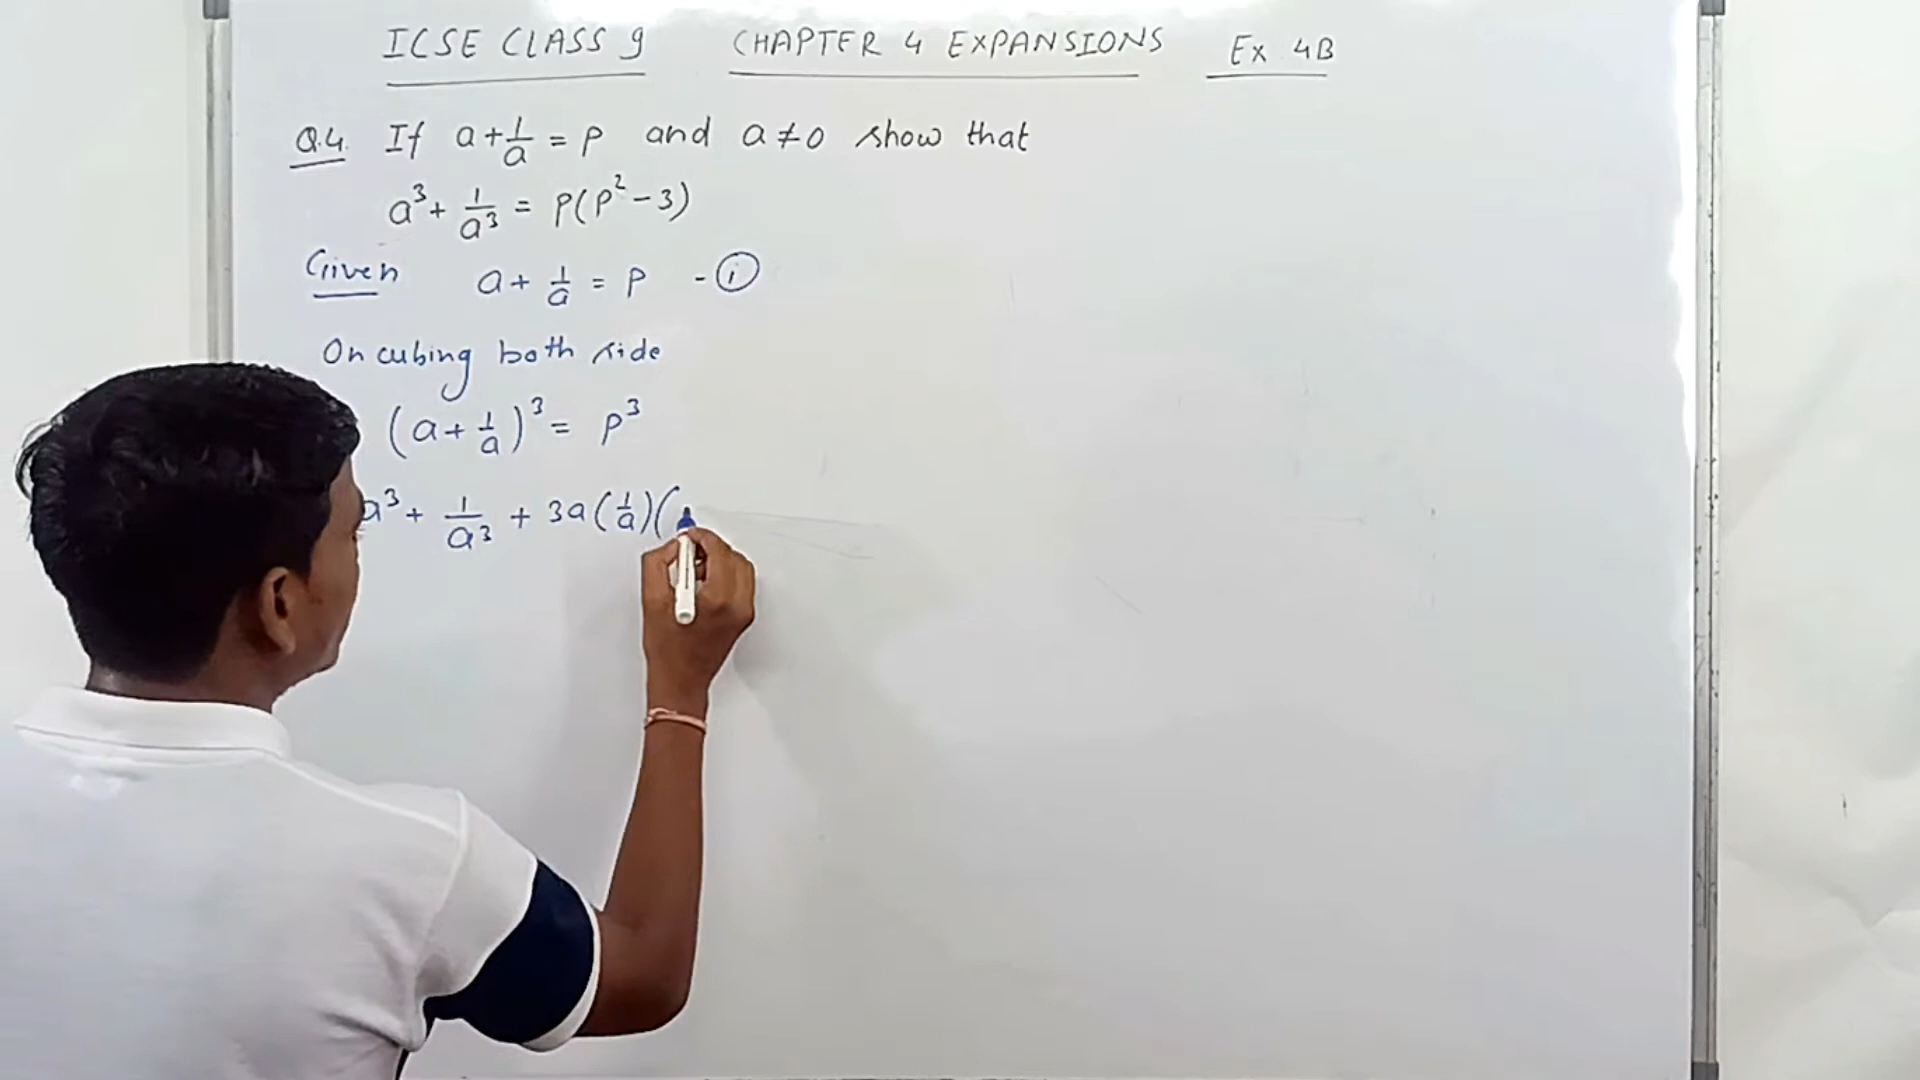 ICSE CLASS 9 CHAPTER 4 EXPANSIONS Ex 4B
Q.4. If a + 1/a = P and a ≠ 0 show that
a³ + 1/a³ = P(P² - 3)
Given a + 1/a = P - (i)
On cubing both side
(a + 1/a)³ = P³
a³ + 1/a³ + 3a(1/a)(